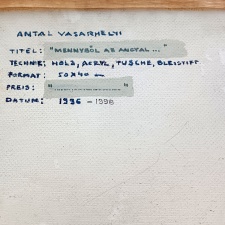 ANTAL VASARHELYI
TITEL: "MENNYBÖL AZ ANGYAL..."
TECHNIK: HOLZ, ACRYL, TUSCHE, BLEISTIFT
FORMAT: 50X40 cm
PREIS: "..................."
DATUM: 1996 - 1998